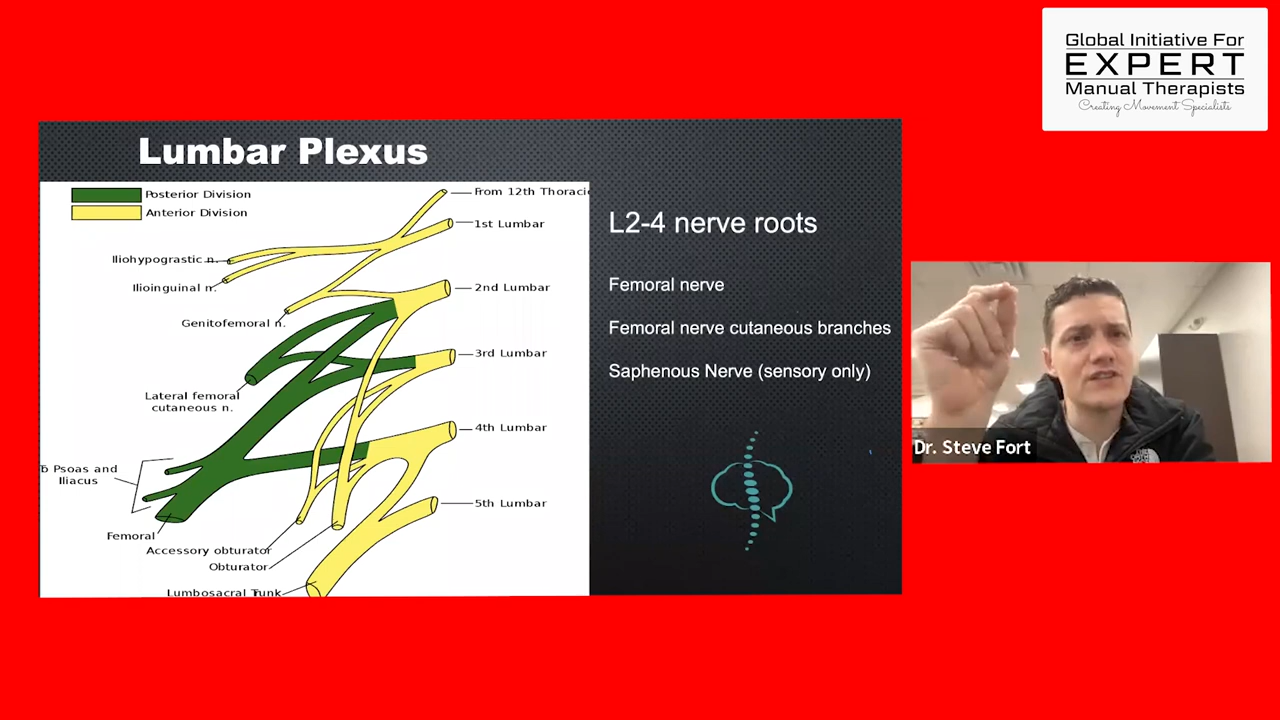 Global Initiative For
EXPERT
Manual Therapists
Creating Movement Specialists
Lumbar Plexus
Posterior Division
Anterior Division
From 12th Thoracic
1st Lumbar
Iliohypograstic n.
Ilioinguinal n.
2nd Lumbar
Genitofemoral n.
3rd Lumbar
Lateral femoral
cutaneous n.
4th Lumbar
To Psoas and
Iliacus
5th Lumbar
Femoral
Accessory obturator
Obturator
Lumbosacral Trunk
L2-4 nerve roots
Femoral nerve
Femoral nerve cutaneous branches
Saphenous Nerve (sensory only)
Dr. Steve Fort